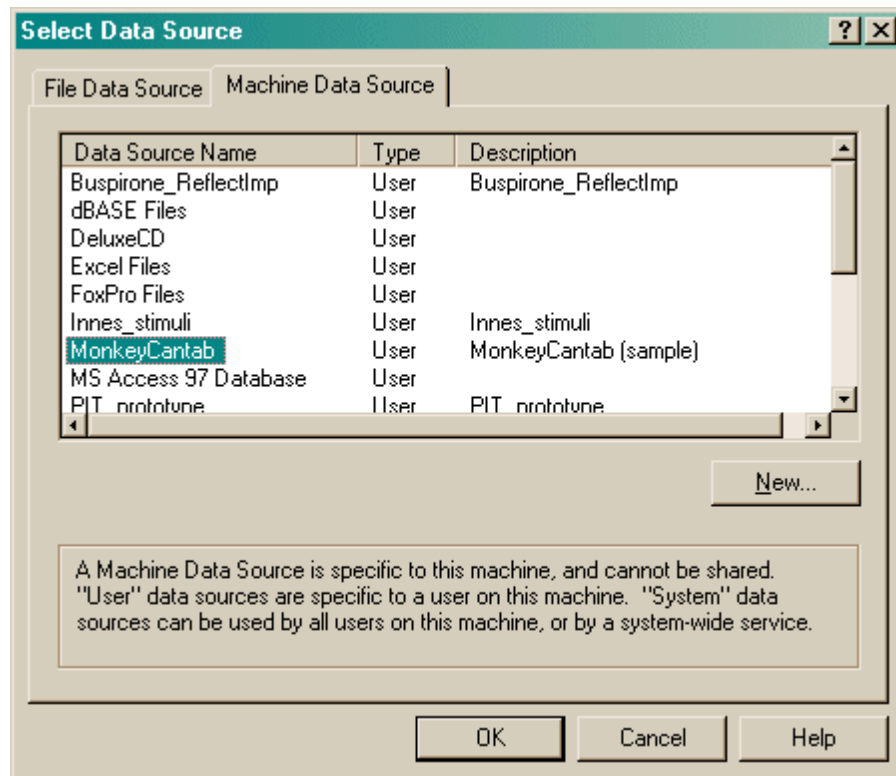 Select Data Source
File Data Source Machine Data Source
Data Source Name Type Description
Buspirone_ReflectImp User Buspirone_ReflectImp
dBASE Files User
DeluxeCD User
Excel Files User
FoxPro Files User
Innes_stimuli User Innes_stimuli
MonkeyCantab User MonkeyCantab (sample)
MS Access 97 Database User
PIT_prototype User PIT_prototype
New...
A Machine Data Source is specific to this machine, and cannot be shared.
"User" data sources are specific to a user on this machine. "System" data
sources can be used by all users on this machine, or by a system-wide service.
OK Cancel Help